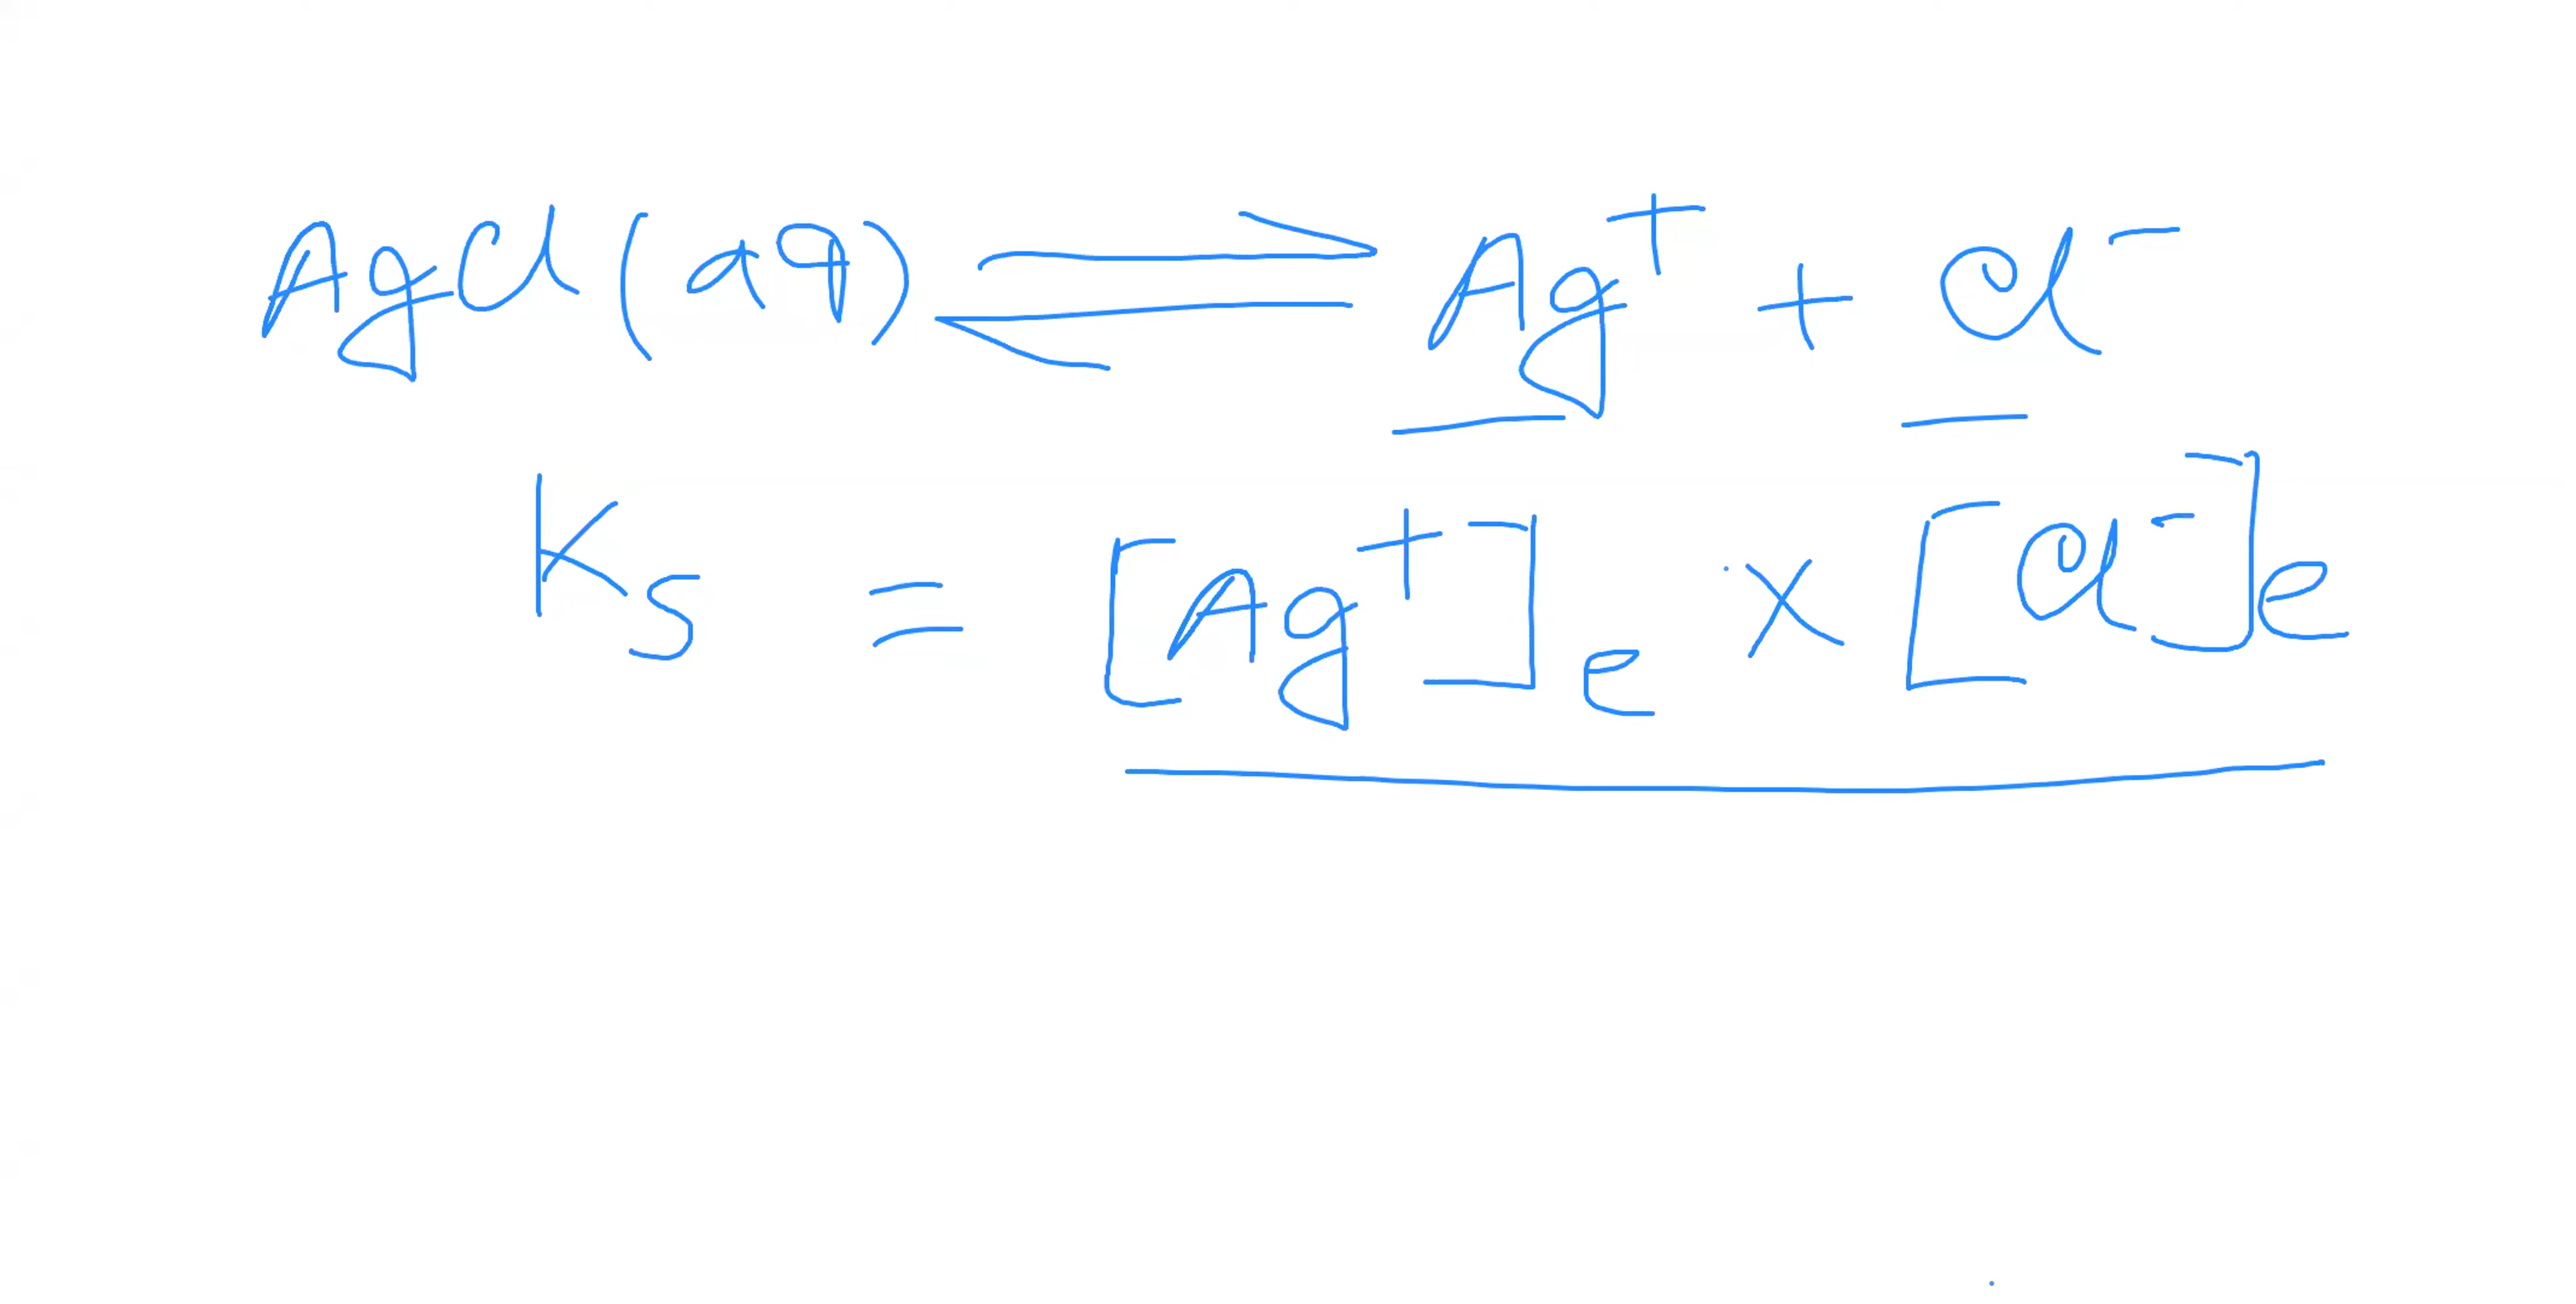 AgCl(aq) ⇌ Ag⁺ + Cl⁻
Ks = [Ag⁺]e × [Cl⁻]e